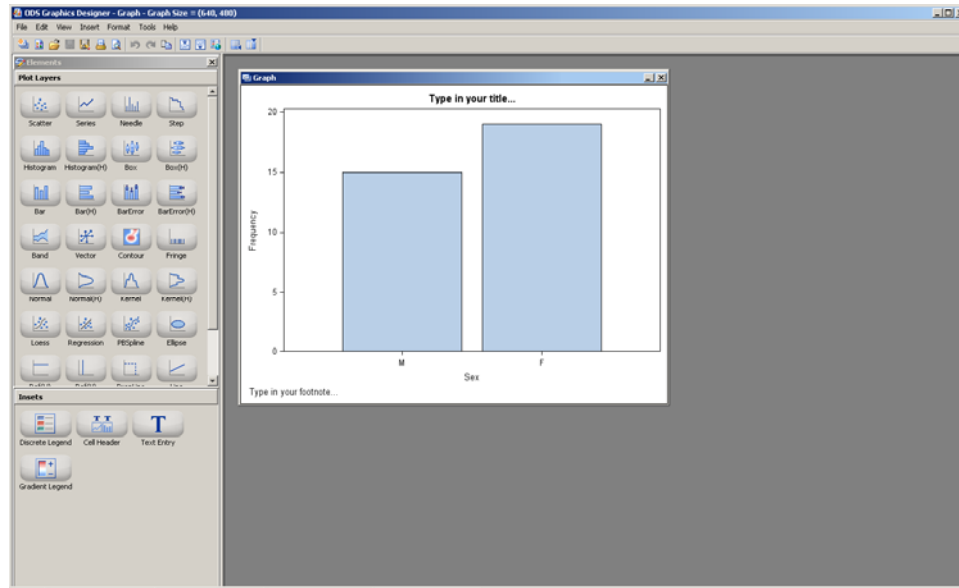 ODS Graphics Designer - Graph - Graph Size = (640, 480)
File Edit View Insert Format Tools Help
Elements
Plot Layers
Scatter Series Needle Step
Histogram Histogram(H) Box Box(H)
Bar Bar(H) BarError BarError(H)
Band Vector Contour Fringe
Normal Normal(H) Kernel Kernel(H)
Loess Regression PBSpline Ellipse
Insets
Discrete Legend Cell Header Text Entry
Gradient Legend
Graph
Type in your title...
20
15
10
5
0
Frequency
M F
Sex
Type in your footnote...